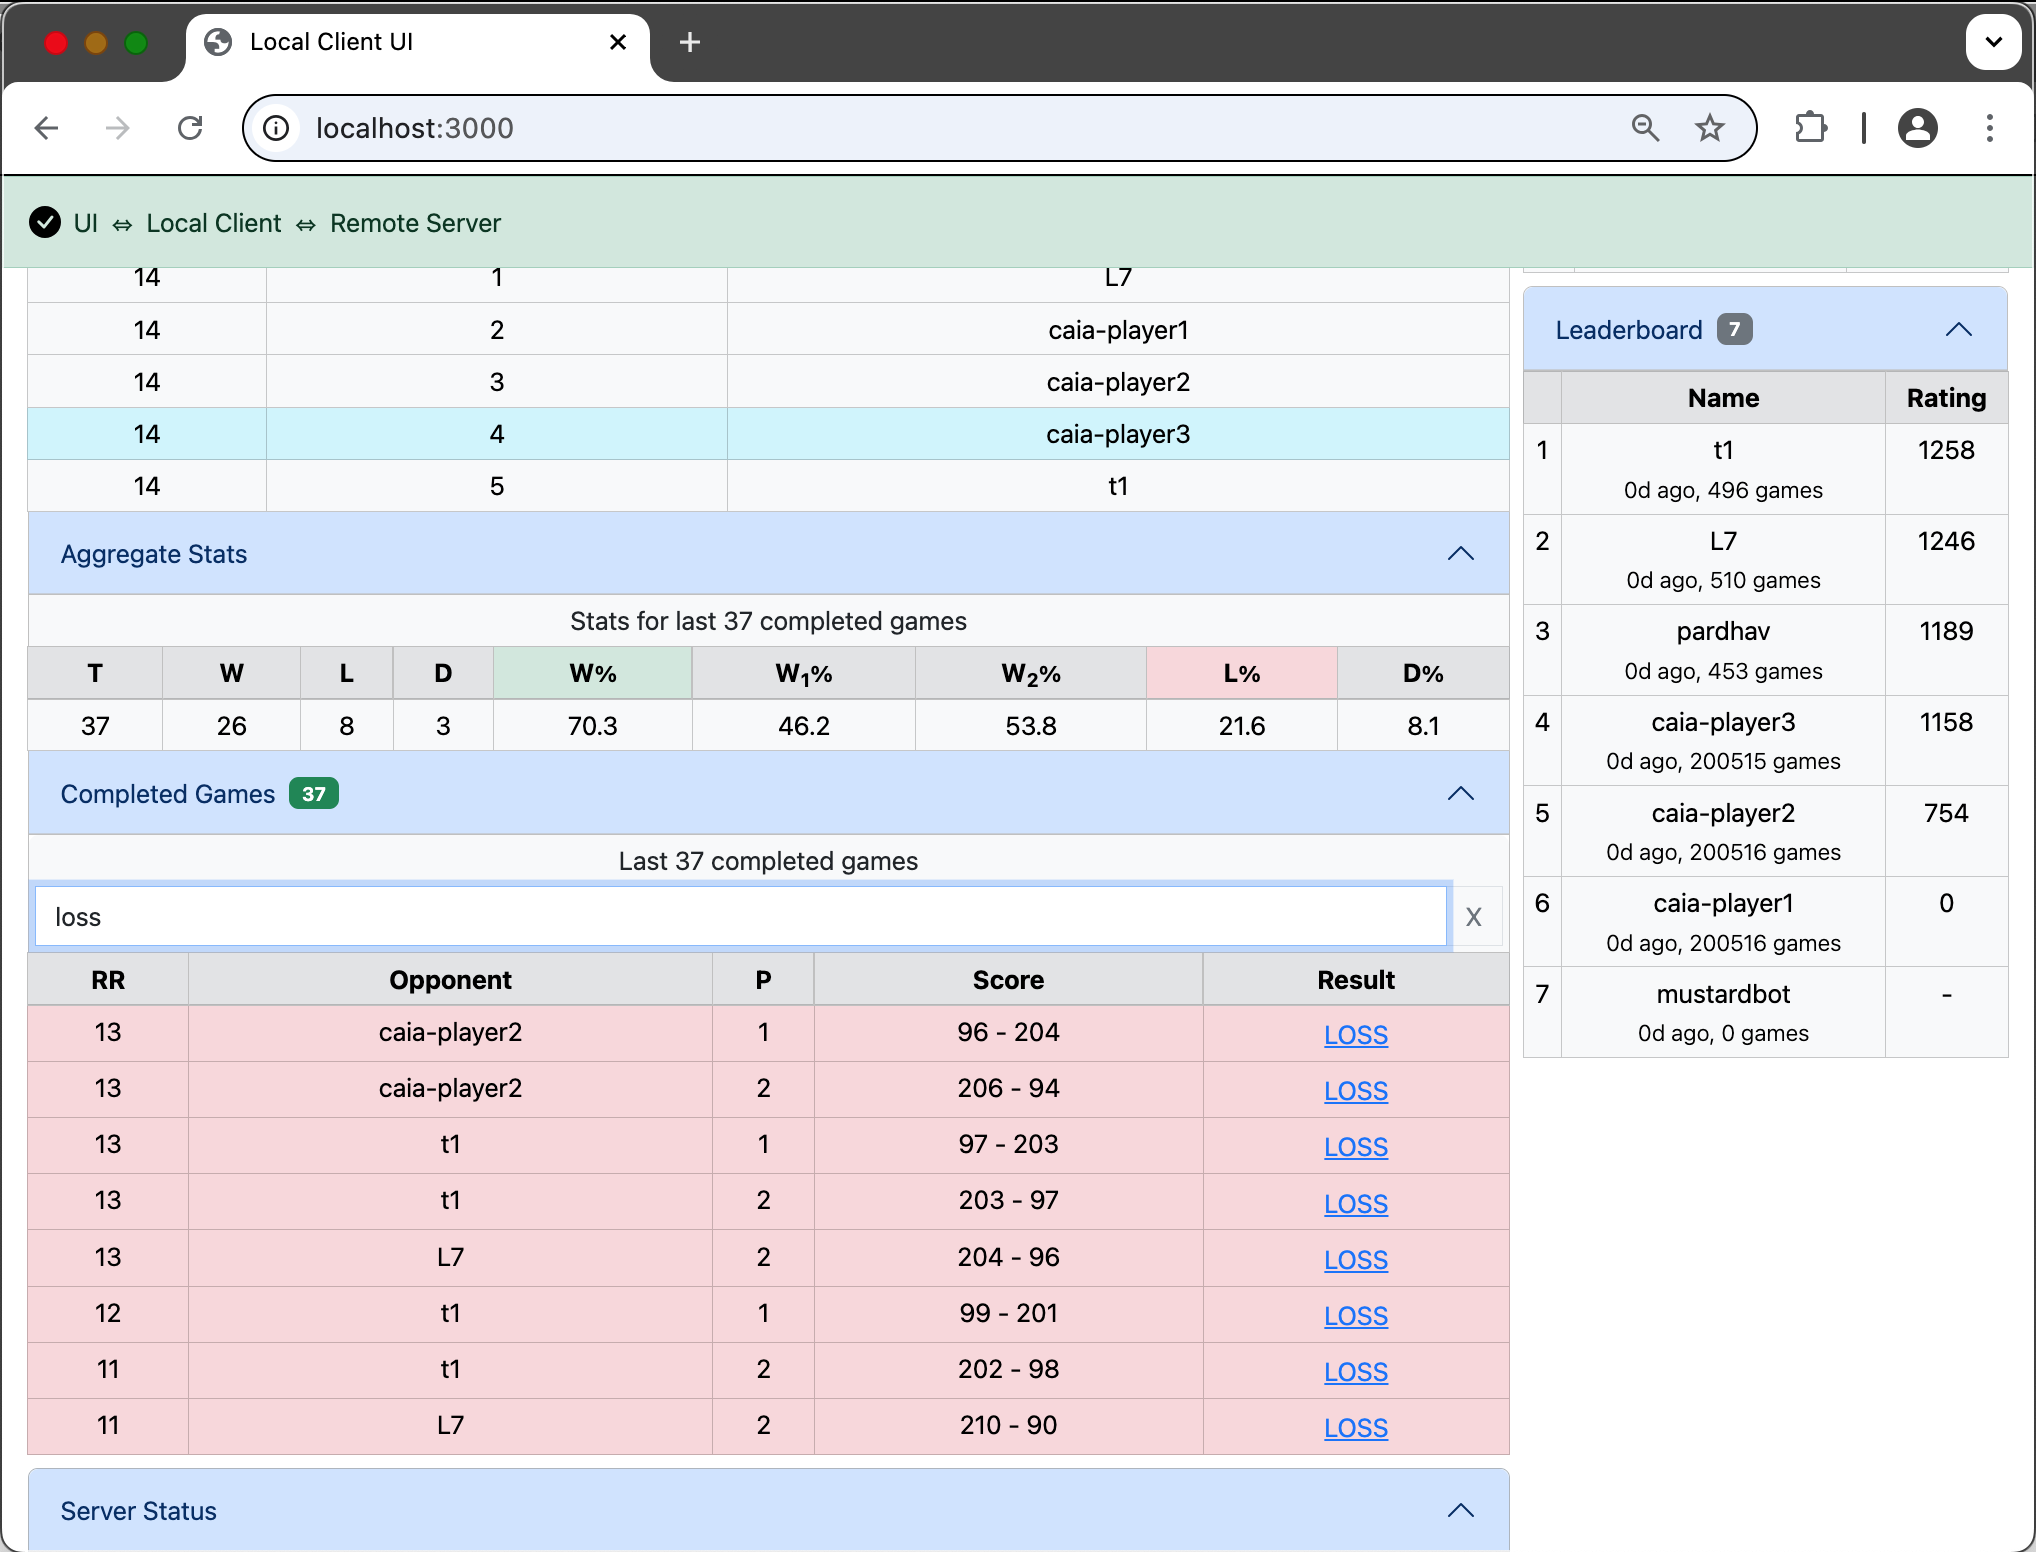 Local Client UI
localhost:3000
UI ⇔ Local Client ⇔ Remote Server
14 1 L7
14 2 caia-player1
14 3 caia-player2
14 4 caia-player3
14 5 t1
Aggregate Stats
Stats for last 37 completed games
T W L D W% W₁% W₂% L% D%
37 26 8 3 70.3 46.2 53.8 21.6 8.1
Completed Games 37
Last 37 completed games
loss X
RR Opponent P Score Result
13 caia-player2 1 96 - 204 LOSS
13 caia-player2 2 206 - 94 LOSS
13 t1 1 97 - 203 LOSS
13 t1 2 203 - 97 LOSS
13 L7 2 204 - 96 LOSS
12 t1 1 99 - 201 LOSS
11 t1 2 202 - 98 LOSS
11 L7 2 210 - 90 LOSS
Server Status
Leaderboard 7
Name Rating
1 t1 1258
0d ago, 496 games
2 L7 1246
0d ago, 510 games
3 pardhav 1189
0d ago, 453 games
4 caia-player3 1158
0d ago, 200515 games
5 caia-player2 754
0d ago, 200516 games
6 caia-player1 0
0d ago, 200516 games
7 mustardbot -
0d ago, 0 games